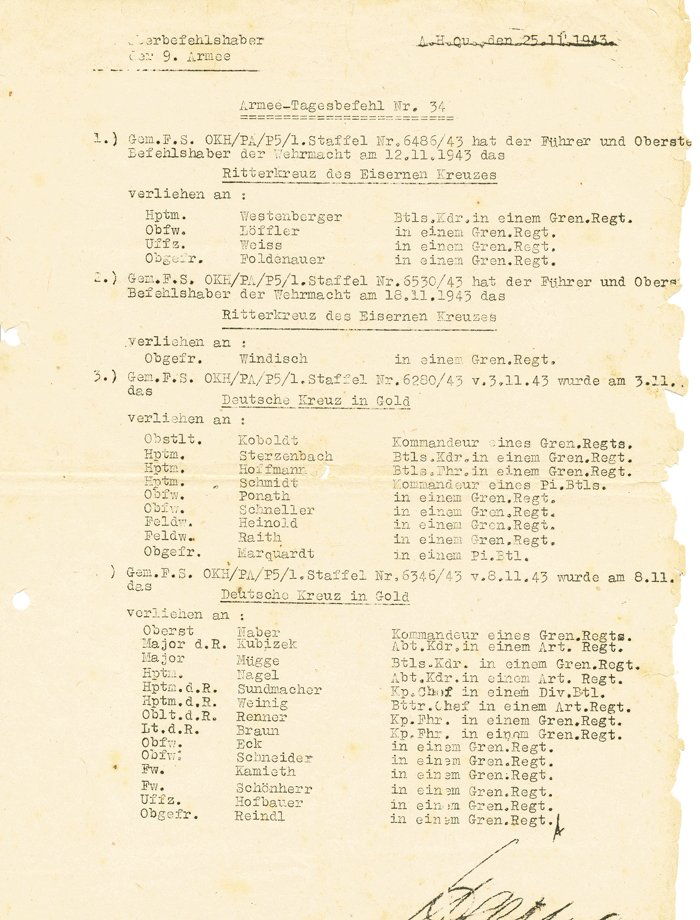 Oberbefehlshaber
der 9. Armee
A.H.Qu., den 25.11.1943.
Armee-Tagesbefehl Nr. 34
1.) Gem.F.S. OKH/PA/P5/1.Staffel Nr.6486/43 hat der Führer und Oberste
Befehlshaber der Wehrmacht am 12.11.1943 das
Ritterkreuz des Eisernen Kreuzes
verliehen an :
Hptm. Westenberger Btls.Kdr.in einem Gren.Regt.
Obfw. Löffler in einem Gren.Regt.
Uffz. Weiss in einem Gren.Regt.
Obgefr. Foldenauer in einem Gren.Regt.
2.) Gem.F.S. OKH/PA/P5/1.Staffel Nr.6530/43 hat der Führer und Obers
Befehlshaber der Wehrmacht am 18.11.1943 das
Ritterkreuz des Eisernen Kreuzes
verliehen an :
Obgefr. Windisch in einem Gren.Regt.
3.) Gem.F.S. OKH/PA/P5/1.Staffel Nr.6280/43 v.3.11.43 wurde am 3.11.
das
Deutsche Kreuz in Gold
verliehen an :
Obstlt. Koboldt Kommandeur eines Gren.Regts.
Hptm. Sterzenbach Btls.Kdr.in einem Gren.Regt.
Hptm. Hoffmann Btls.Fhr.in einem Gren.Regt.
Hptm. Schmidt Kommandeur eines Pi.Btls.
Obfw. Ponath in einem Gren.Regt.
Obfw. Schneller in einem Gren.Regt.
Feldw. Heinold in einem Gren.Regt.
Feldw. Raith in einem Gren.Regt.
Obgefr. Marquardt in einem Pi.Btl.
) Gem.F.S. OKH/PA/P5/1.Staffel Nr.6346/43 v.8.11.43 wurde am 8.11.
das
Deutsche Kreuz in Gold
verliehen an :
Oberst Naber Kommandeur eines Gren.Regts.
Major d.R. Kubizek Abt.Kdr.in einem Art. Regt.
Major Mügge Btls.Kdr. in einem Gren.Regt.
Hptm. Nagel Abt.Kdr.in einem Art. Regt.
Hptm.d.R. Sundmacher Kp.Chef in einem Div.Btl.
Hptm.d.R. Weinig Bttr.Chef in einem Art.Regt.
Oblt.d.R. Renner Kp.Fhr. in einem Gren.Regt.
Lt.d.R. Braun Kp.Fhr. in einem Gren.Regt.
Obfw. Eck in einem Gren.Regt.
Obfw. Schneider in einem Gren.Regt.
Fw. Kamieth in einem Gren.Regt.
Fw. Schönherr in einem Gren.Regt.
Uffz. Hofbauer in einem Gren.Regt.
Obgefr. Reindl in einem Gren.Regt.